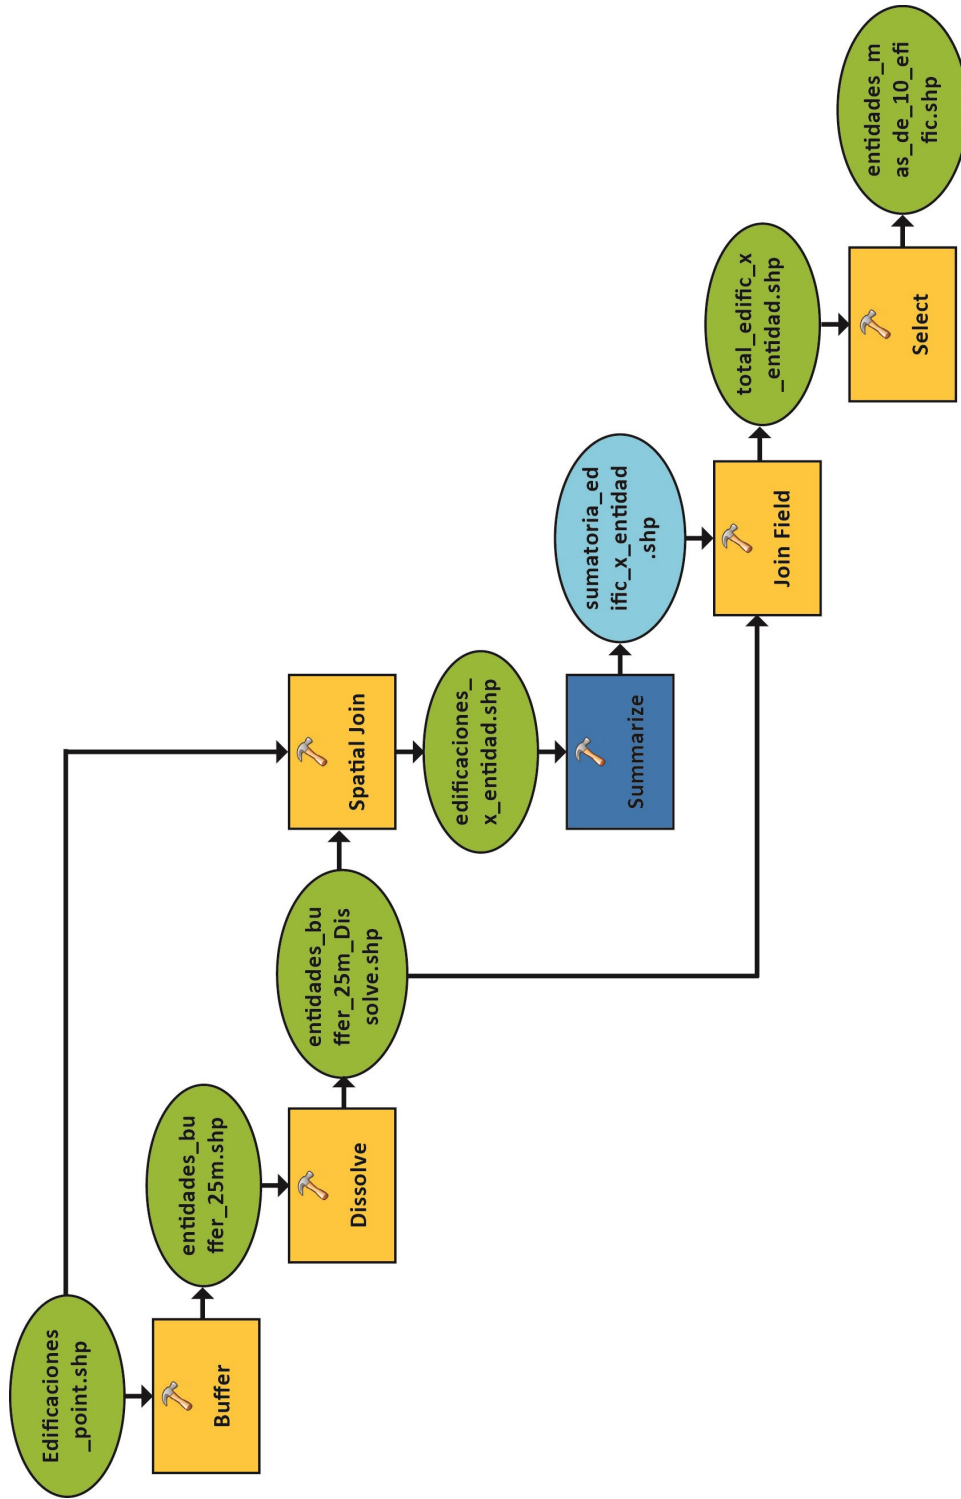 Edificaciones
_point.shp
Buffer
entidades_bu
ffer_25m.shp
Dissolve
entidades_bu
ffer_25m_Dis
solve.shp
Spatial Join
edificaciones_
x_entidad.shp
Summarize
sumatoria_ed
ific_x_entidad
.shp
Join Field
total_edific_x
_entidad.shp
Select
entidades_m
as_de_10_efi
fic.shp